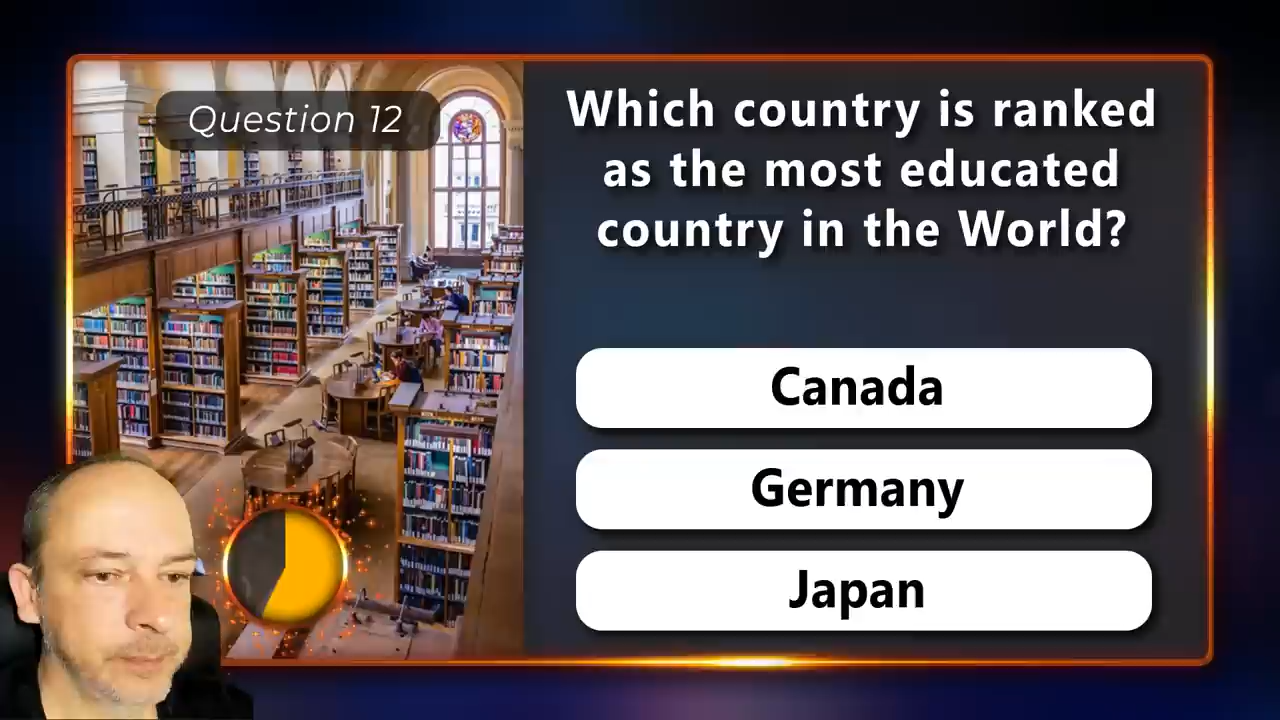 Question 12
Which country is ranked
as the most educated
country in the World?
Canada
Germany
Japan